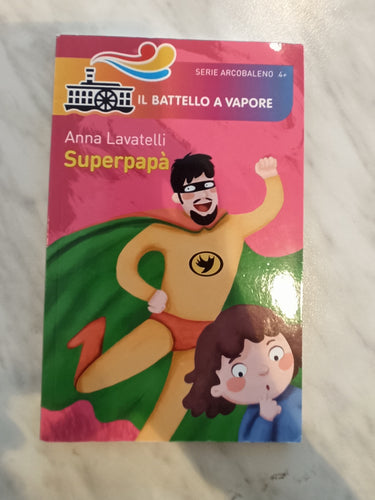 SERIE ARCOBALENO 4+
IL BATTELLO A VAPORE
Anna Lavatelli
Superpapà